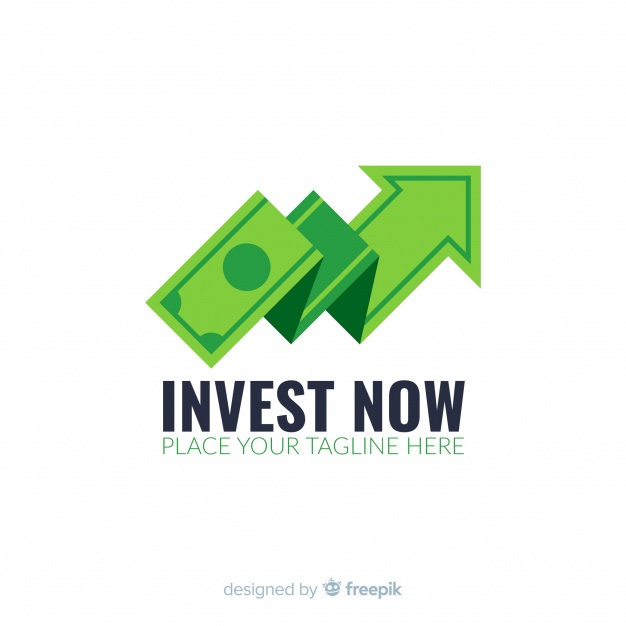 INVEST NOW
PLACE YOUR TAGLINE HERE
designed by freepik